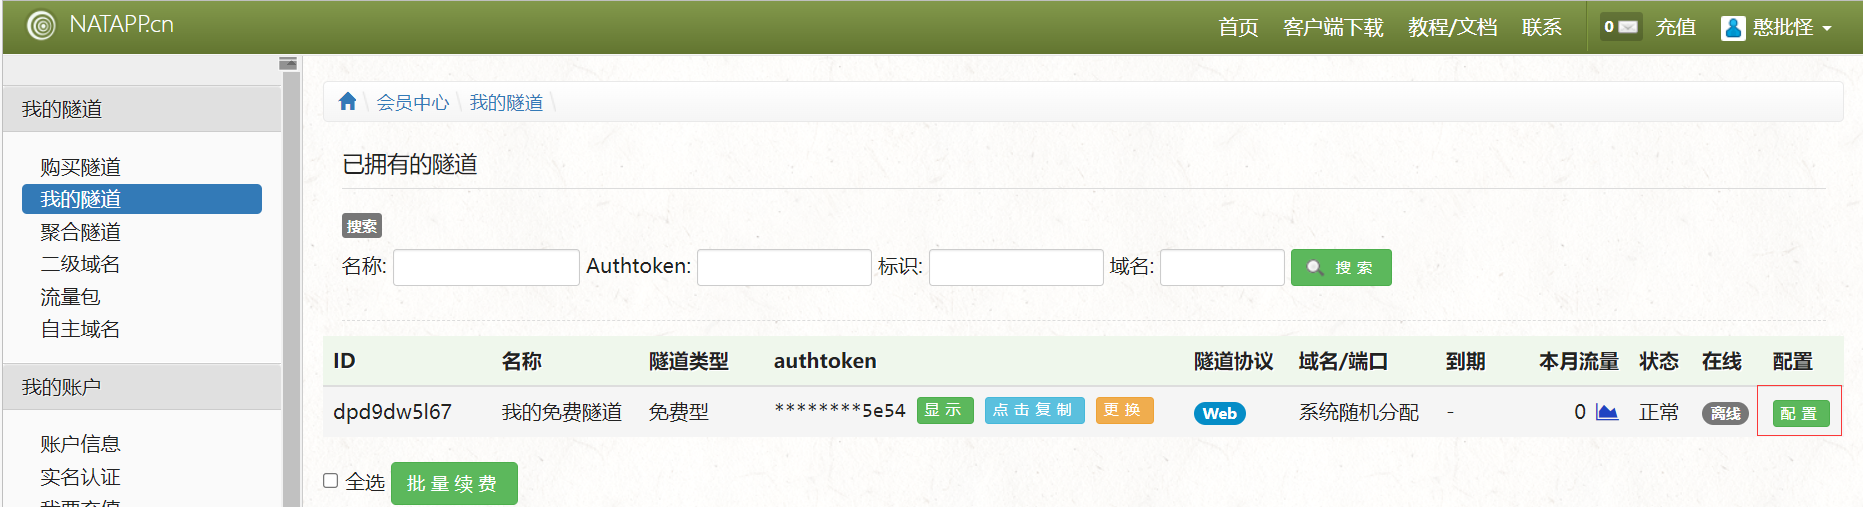 NATAPP.cn
首页 客户端下载 教程/文档 联系 0 充值 憨批怪
我的隧道
购买隧道
我的隧道
聚合隧道
二级域名
流量包
自主域名
我的账户
账户信息
实名认证
我要充值
会员中心 \ 我的隧道 \
已拥有的隧道
搜索
名称: Authtoken: 标识: 域名: 搜索
ID 名称 隧道类型 authtoken 隧道协议 域名/端口 到期 本月流量 状态 在线 配置
dpd9dw5l67 我的免费隧道 免费型 ********5e54 显示 点击复制 更换 Web 系统随机分配 - 0 正常 离线 配置
全选 批量续费